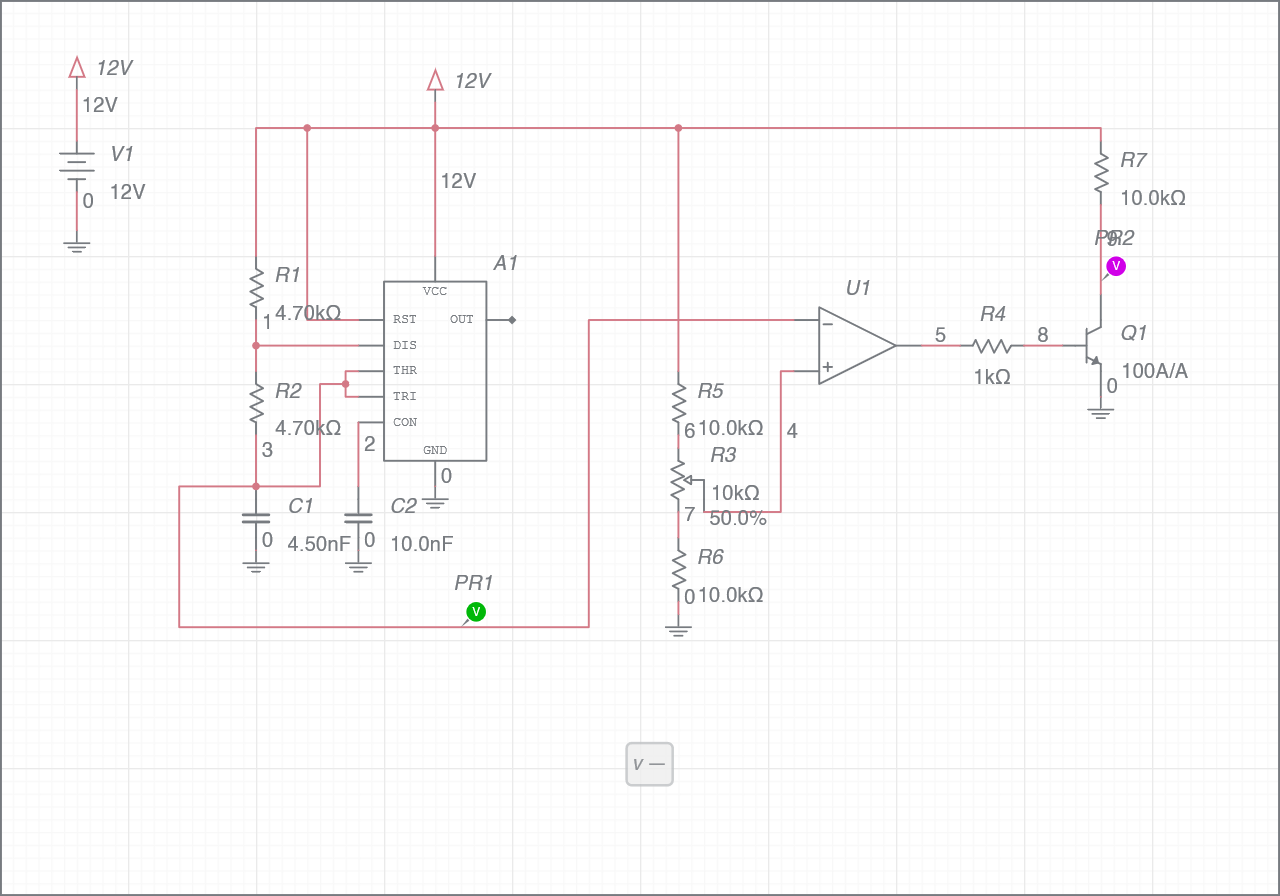 12V
12V
V1
12V
0
12V
12V
R7
10.0kΩ
PR2
9
V
A1
VCC
RST
OUT
DIS
THR
TRI
CON
GND
0
R1
4.70kΩ
1
R2
4.70kΩ
3
2
C1
0
4.50nF
C2
0
10.0nF
PR1
V
R5
10.0kΩ
6
R3
10kΩ
50.0%
7
R6
10.0kΩ
0
4
U1
−
+
5
R4
1kΩ
8
Q1
100A/A
0
V —